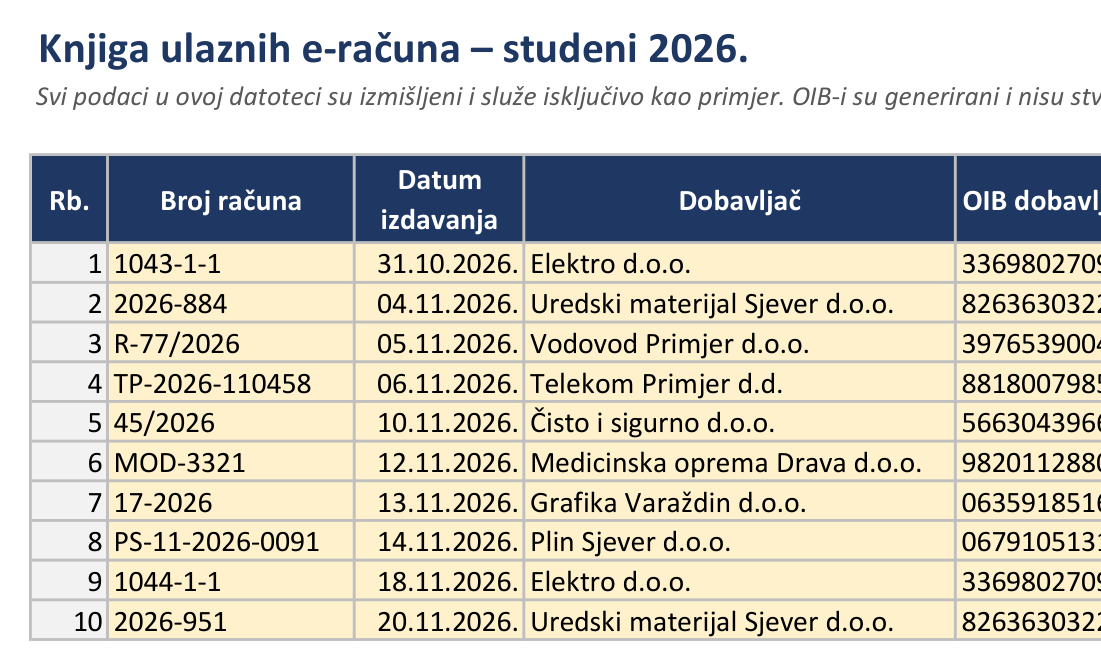 Knjiga ulaznih e-računa – studeni 2026.
Svi podaci u ovoj datoteci su izmišljeni i služe isključivo kao primjer. OIB-i su generirani i nisu
Rb. Broj računa Datum izdavanja Dobavljač OIB
1 1043-1-1 31.10.2026. Elektro d.o.o. 3369802709
2 2026-884 04.11.2026. Uredski materijal Sjever d.o.o. 8263630322
3 R-77/2026 05.11.2026. Vodovod Primjer d.o.o. 3976539004
4 TP-2026-110458 06.11.2026. Telekom Primjer d.d. 8818007985
5 45/2026 10.11.2026. Čisto i sigurno d.o.o. 5663043966
6 MOD-3321 12.11.2026. Medicinska oprema Drava d.o.o. 9820112880
7 17-2026 13.11.2026. Grafika Varaždin d.o.o. 0635918516
8 PS-11-2026-0091 14.11.2026. Plin Sjever d.o.o. 0679105131
9 1044-1-1 18.11.2026. Elektro d.o.o. 3369802709
10 2026-951 20.11.2026. Uredski materijal Sjever d.o.o. 8263630322